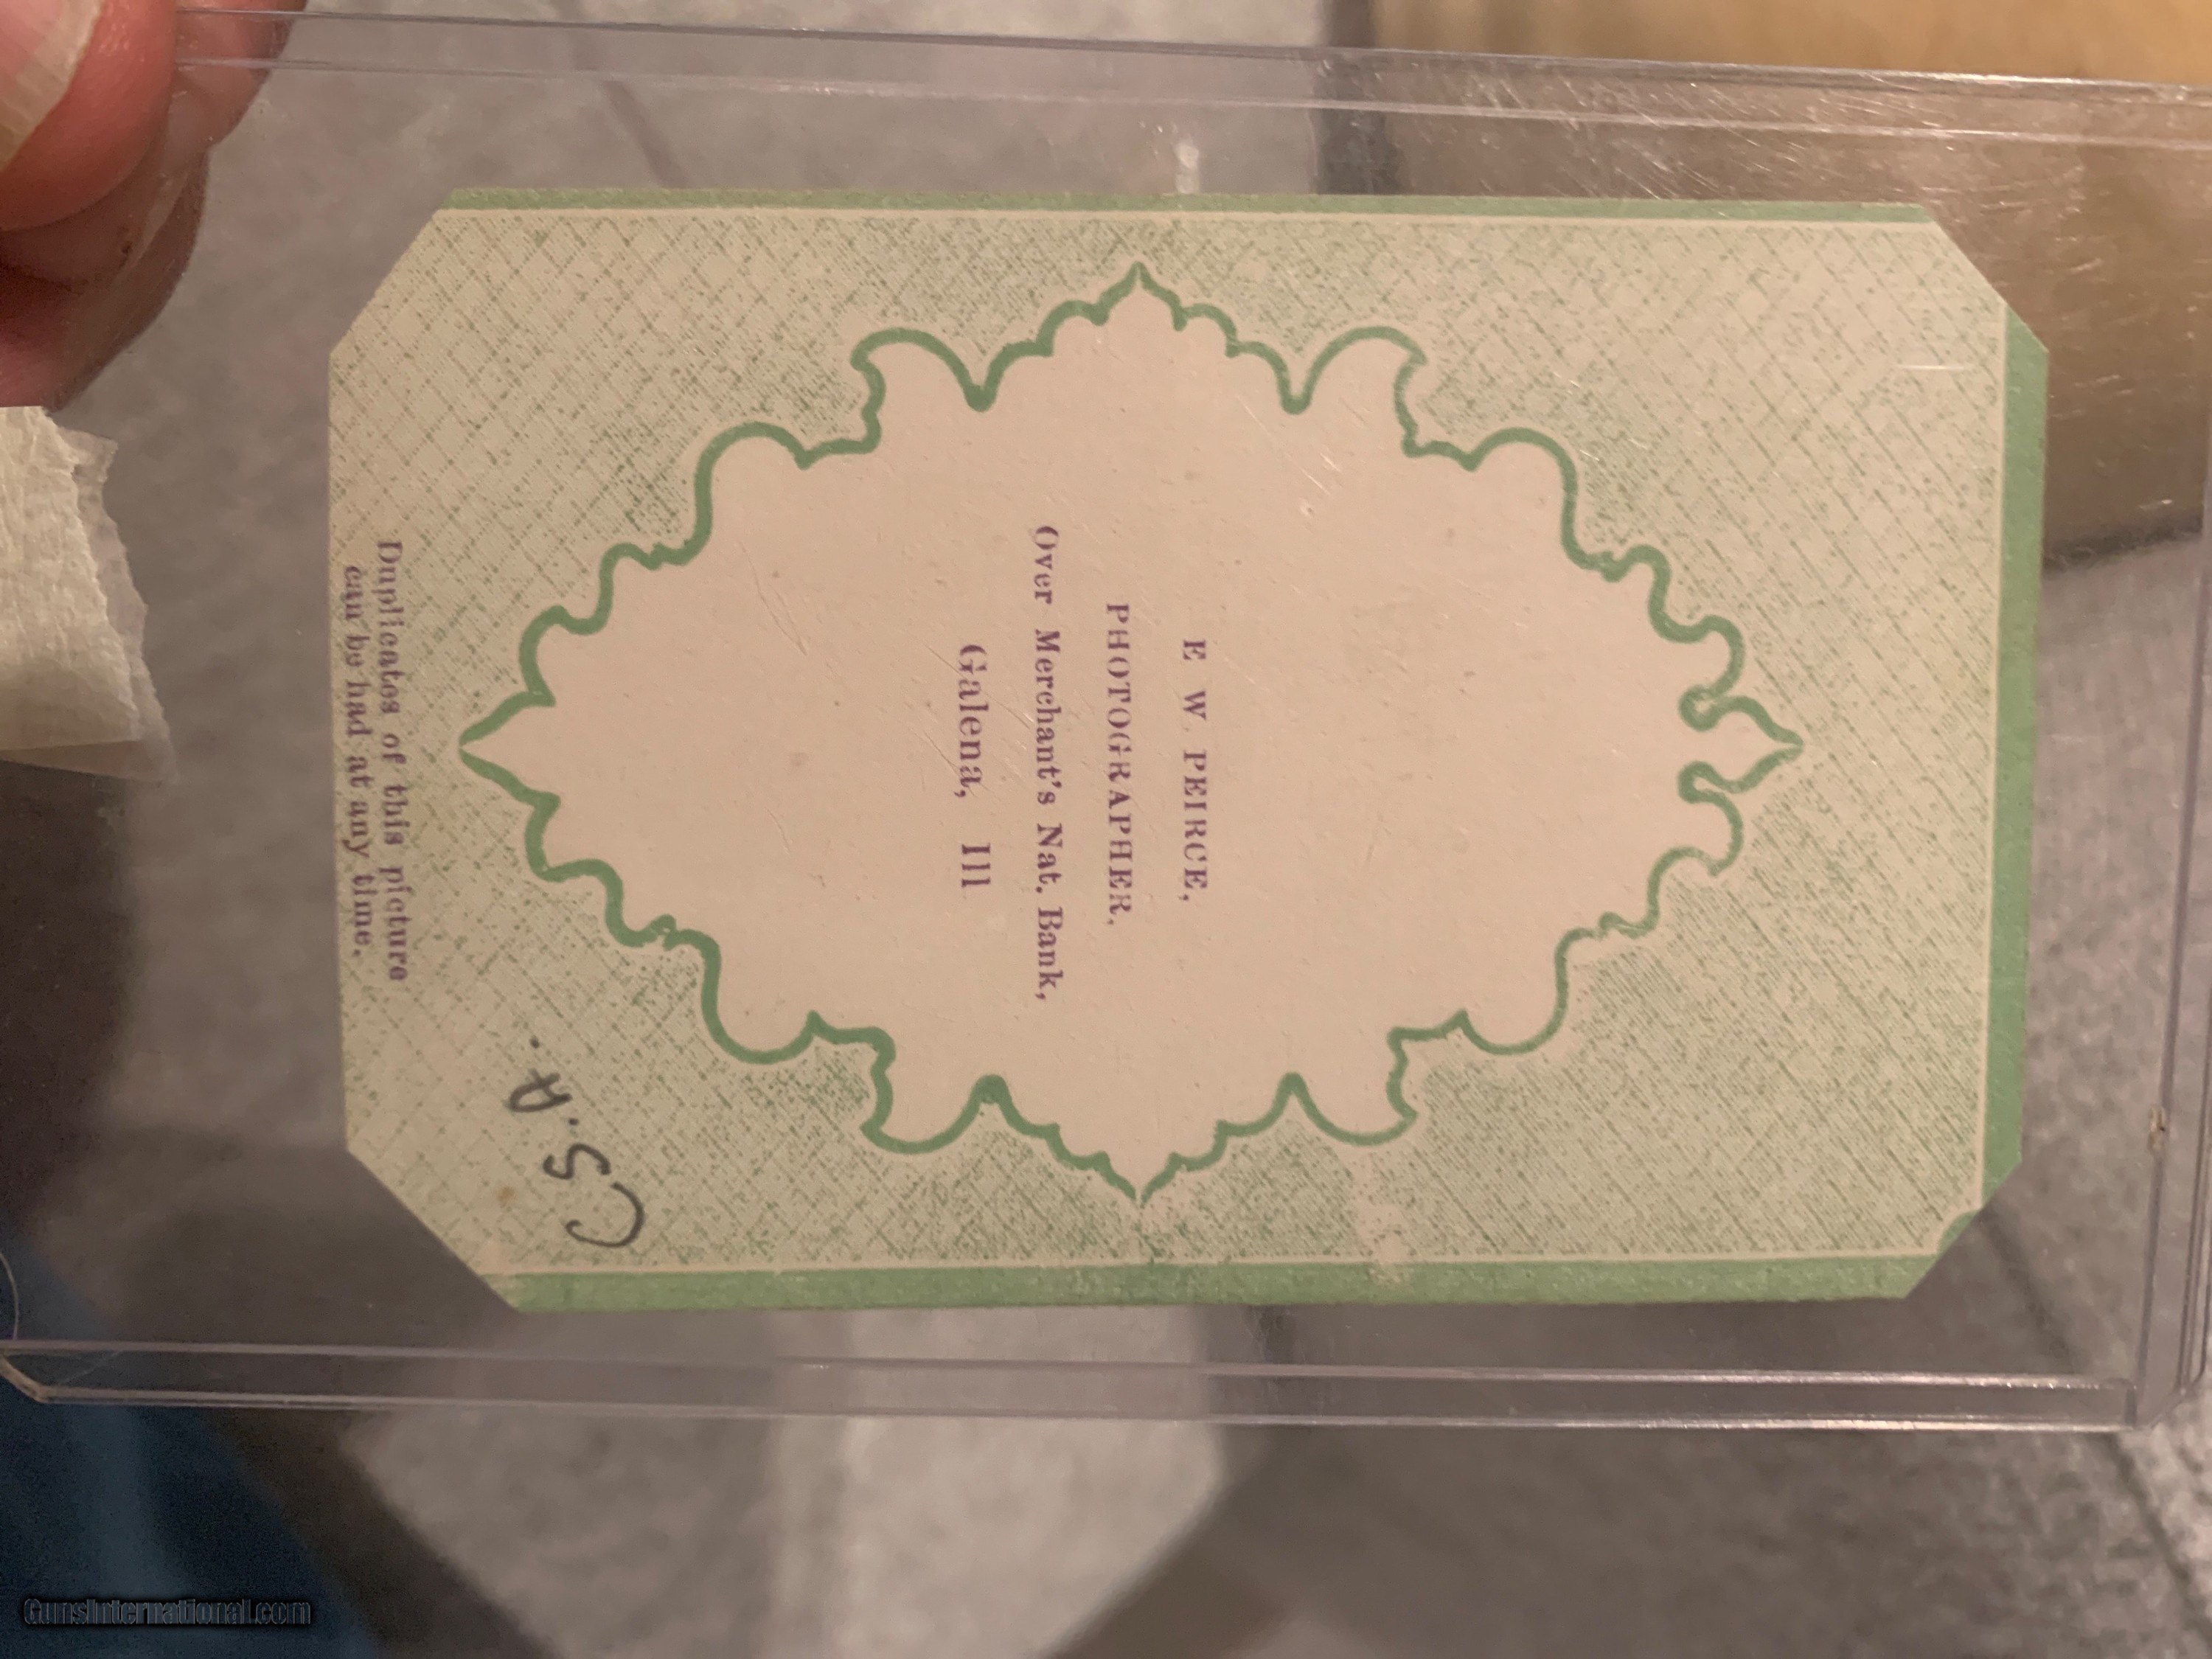 E W. PEIRCE,
PHOTOGRAPHER.
Over Merchant's Nat. Bank,
Galena, Ill
Duplicates of this picture
can be had at any time.
C.S.A.
GunsInternational.com